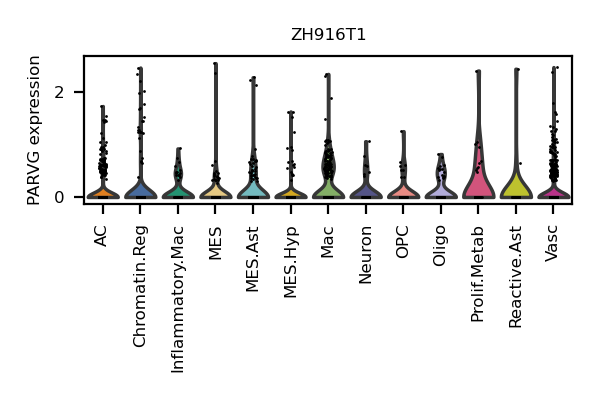 ZH916T1
PARVG expression
2
0
AC
Chromatin.Reg
Inflammatory.Mac
MES
MES.Ast
MES.Hyp
Mac
Neuron
OPC
Oligo
Prolif.Metab
Reactive.Ast
Vasc